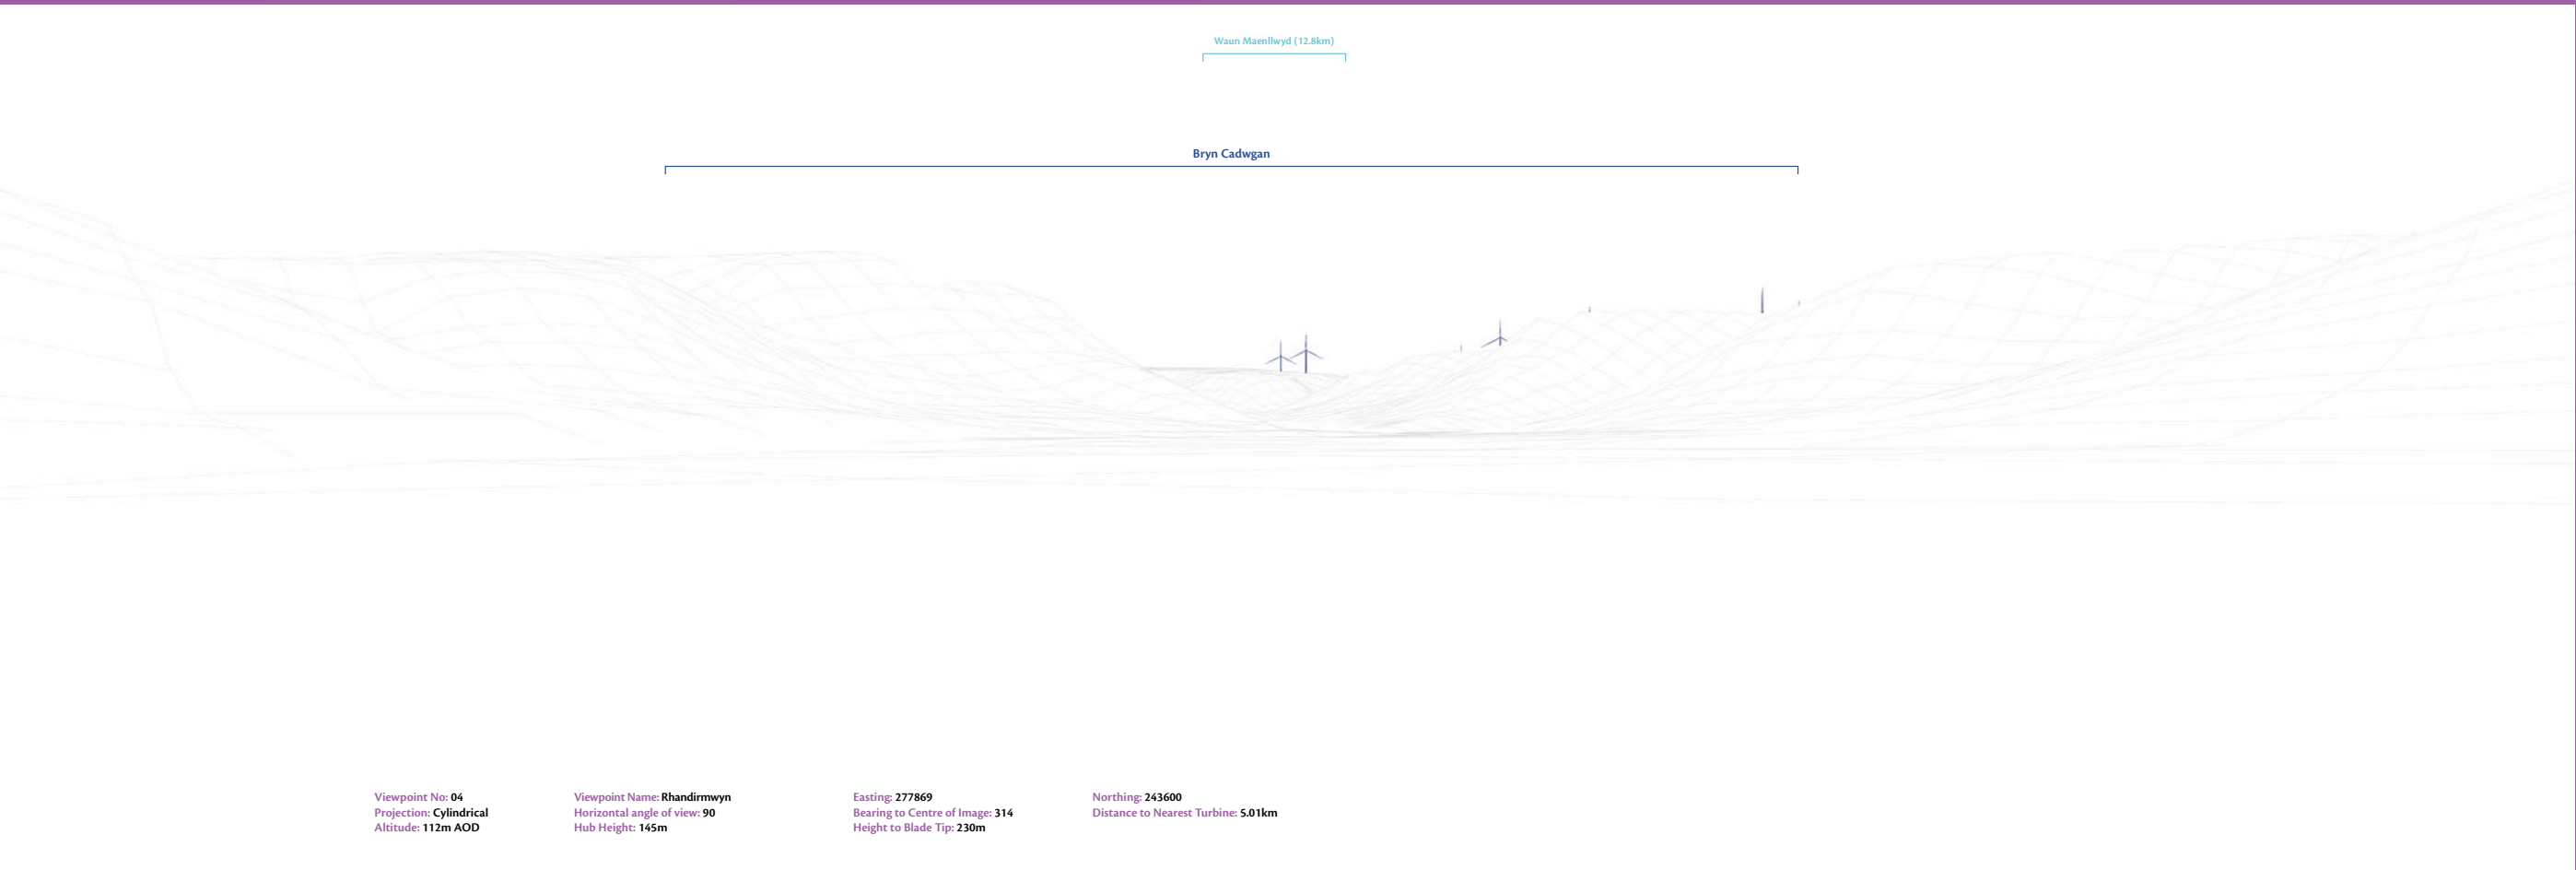 Waun Maenllwyd (12.8km)
Bryn Cadwgan
Viewpoint No: 04
Projection: Cylindrical
Altitude: 112m AOD
Viewpoint Name: Rhandirmwyn
Horizontal angle of view: 90
Hub Height: 145m
Easting: 277869
Bearing to Centre of Image: 314
Height to Blade Tip: 230m
Northing: 243600
Distance to Nearest Turbine: 5.01km